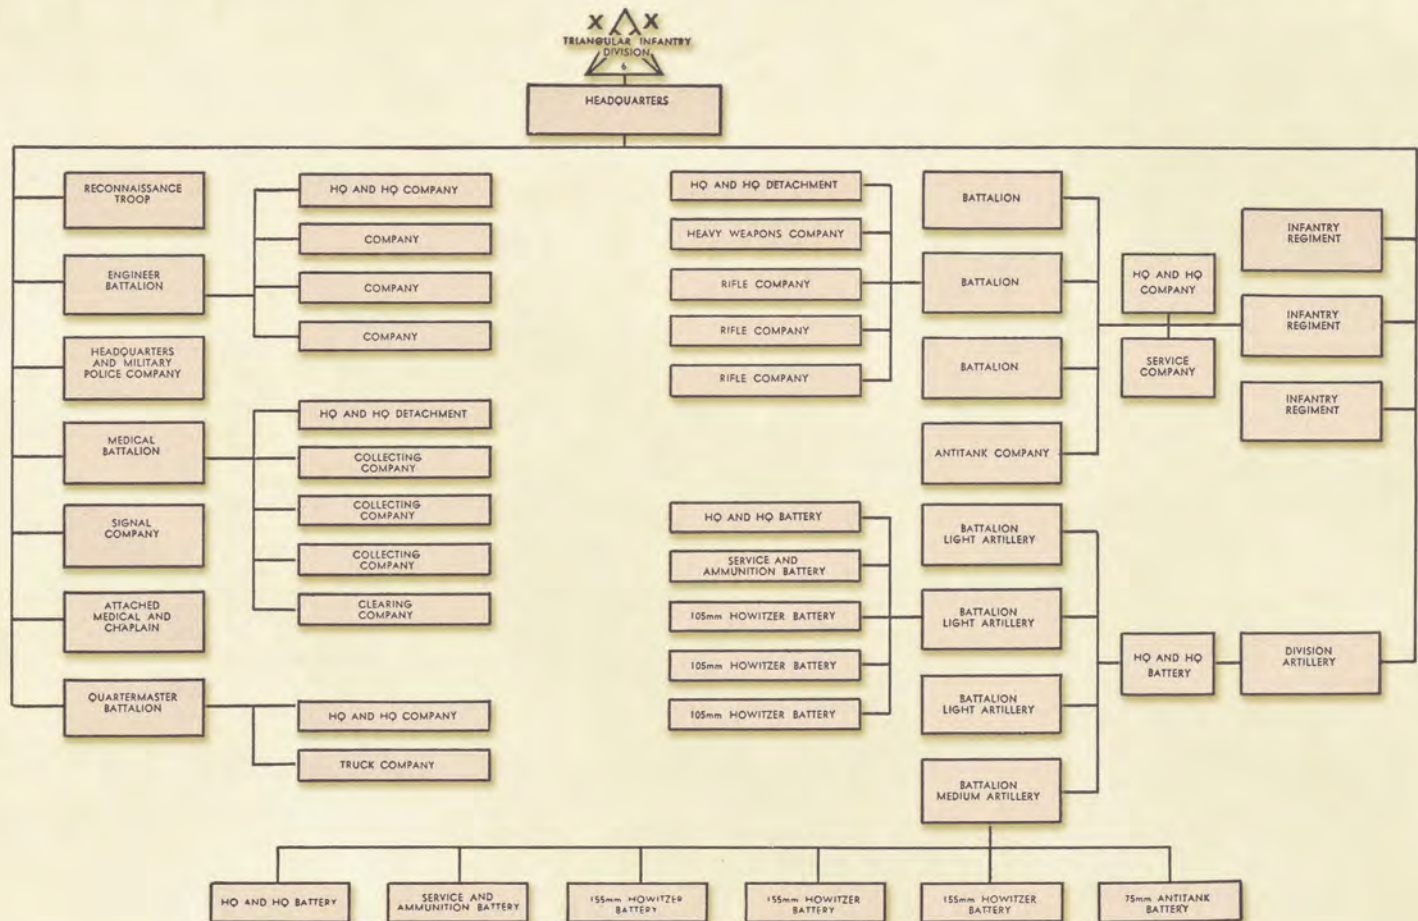 X X
TRIANGULAR INFANTRY
DIVISION
6
HEADQUARTERS
RECONNAISSANCE
TROOP
ENGINEER
BATTALION
HEADQUARTERS
AND MILITARY
POLICE COMPANY
MEDICAL
BATTALION
SIGNAL
COMPANY
ATTACHED
MEDICAL AND
CHAPLAIN
QUARTERMASTER
BATTALION
HQ AND HQ COMPANY
COMPANY
COMPANY
COMPANY
HQ AND HQ DETACHMENT
COLLECTING
COMPANY
COLLECTING
COMPANY
COLLECTING
COMPANY
CLEARING
COMPANY
HQ AND HQ COMPANY
TRUCK COMPANY
HQ AND HQ DETACHMENT
HEAVY WEAPONS COMPANY
RIFLE COMPANY
RIFLE COMPANY
RIFLE COMPANY
HQ AND HQ BATTERY
SERVICE AND
AMMUNITION BATTERY
105mm HOWITZER BATTERY
105mm HOWITZER BATTERY
105mm HOWITZER BATTERY
BATTALION
BATTALION
BATTALION
ANTITANK COMPANY
BATTALION
LIGHT ARTILLERY
BATTALION
LIGHT ARTILLERY
BATTALION
LIGHT ARTILLERY
BATTALION
MEDIUM ARTILLERY
HQ AND HQ
COMPANY
SERVICE
COMPANY
HQ AND HQ
BATTERY
INFANTRY
REGIMENT
INFANTRY
REGIMENT
INFANTRY
REGIMENT
DIVISION
ARTILLERY
HQ AND HQ BATTERY
SERVICE AND
AMMUNITION BATTERY
155mm HOWITZER
BATTERY
155mm HOWITZER
BATTERY
155mm HOWITZER
BATTERY
75mm ANTITANK
BATTERY